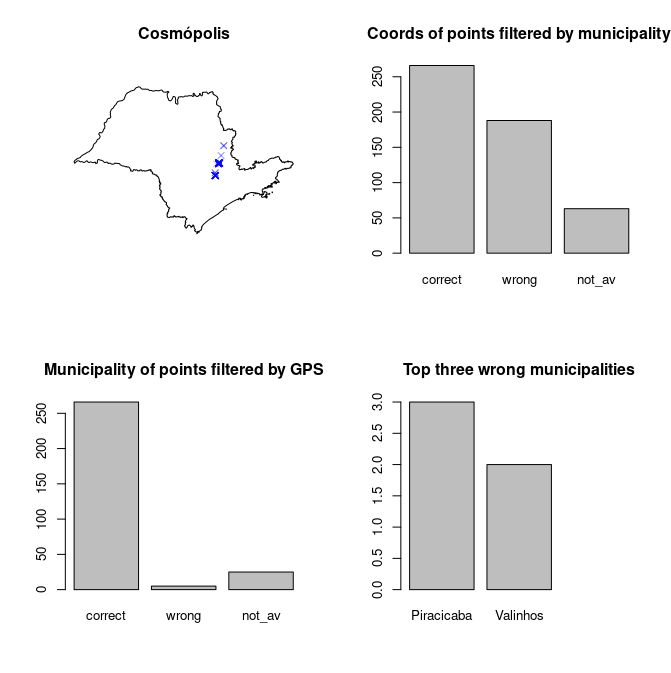 Cosmópolis
Coords of points filtered by municipality
250
200
150
100
50
0
correct wrong not_av
Municipality of points filtered by GPS
250
200
150
100
50
0
correct wrong not_av
Top three wrong municipalities
3.0
2.5
2.0
1.5
1.0
0.5
0.0
Piracicaba Valinhos